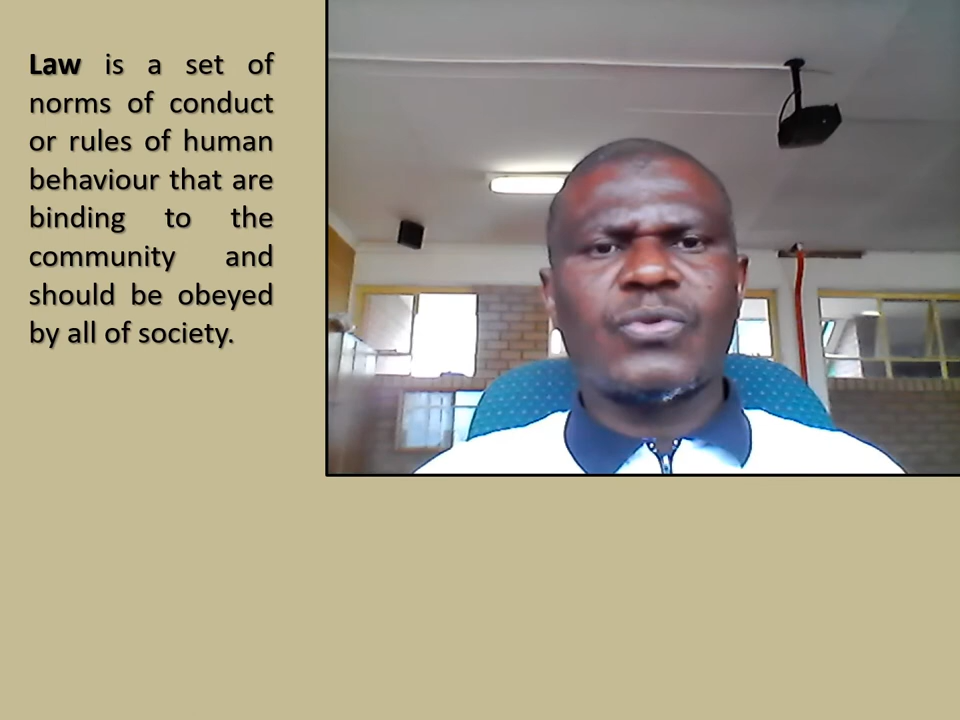 Law is a set of
norms of conduct
or rules of human
behaviour that are
binding to the
community and
should be obeyed
by all of society.